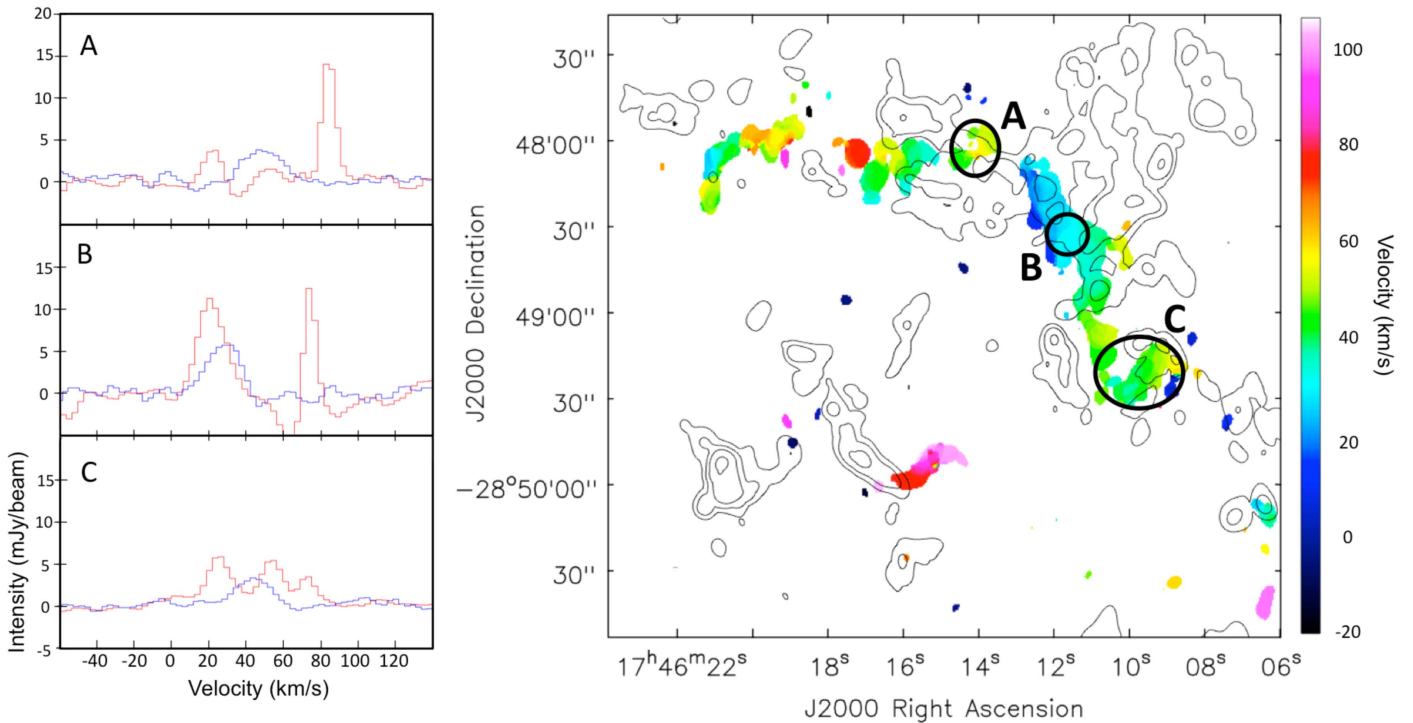 20
15
10
5
0
A
15
10
5
0
B
15
10
5
0
-5
C
-40 -20 0 20 40 60 80 100 120
Velocity (km/s)
Intensity (mJy/beam)
30''
48'00''
30''
49'00''
30''
−28°50'00''
30''
J2000 Declination
A
B
C
17ʰ46ᵐ22ˢ 18ˢ 16ˢ 14ˢ 12ˢ 10ˢ 08ˢ 06ˢ
J2000 Right Ascension
100
80
60
40
20
0
-20
Velocity (km/s)